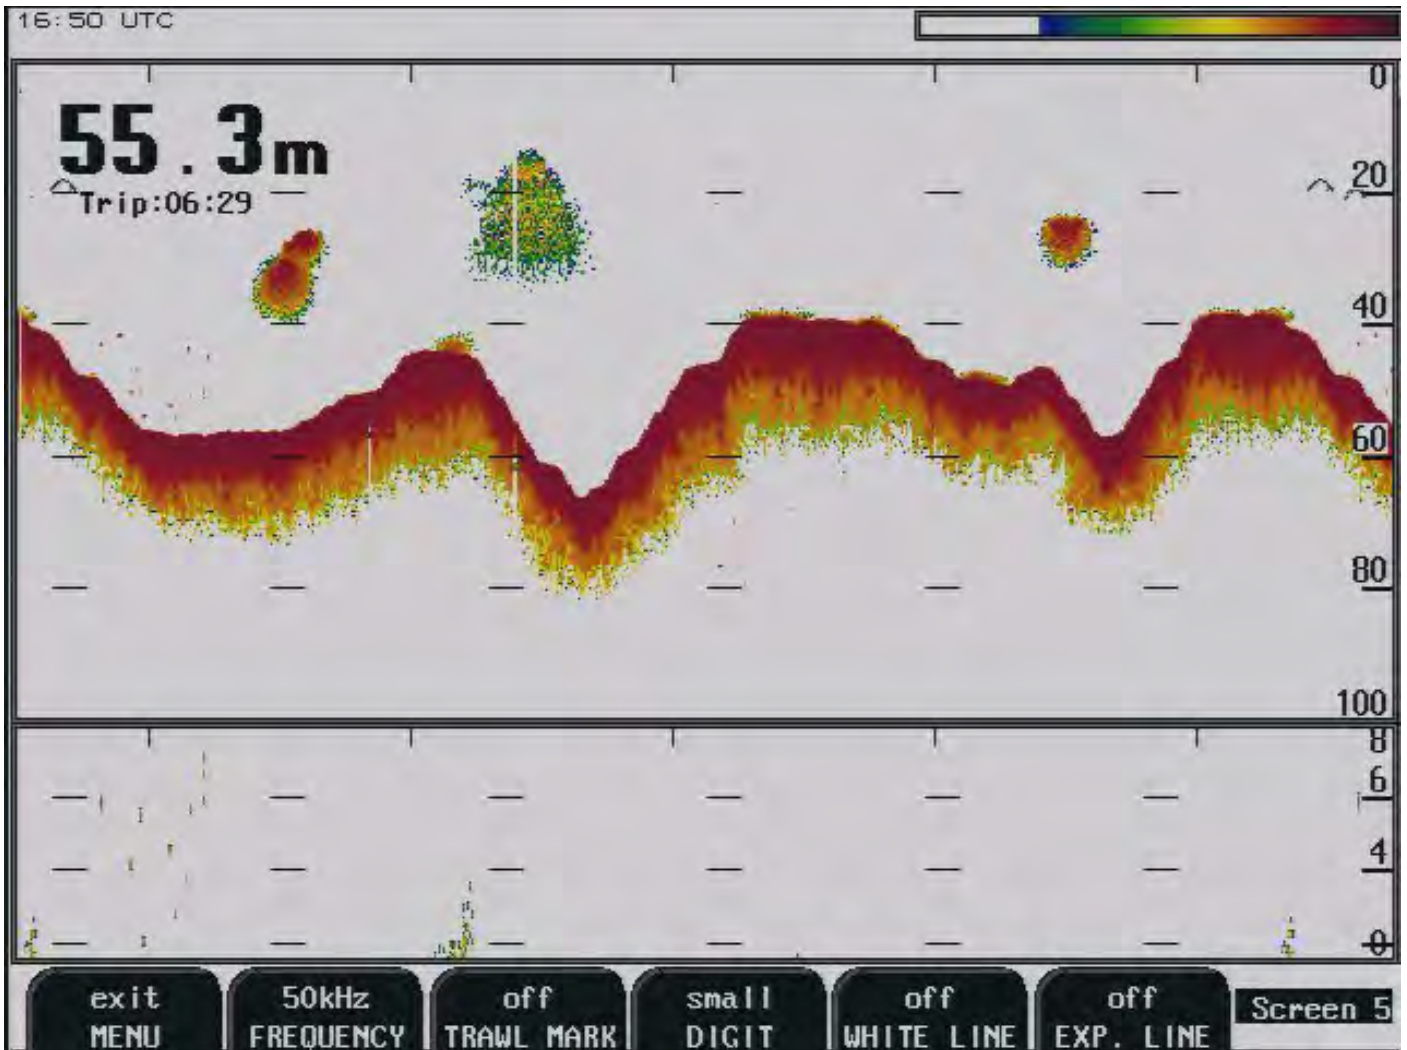 16:50 UTC
55.3m
Trip:06:29
0
20
40
60
80
100
8
6
4
0
exit
MENU
50kHz
FREQUENCY
off
TRAWL MARK
small
DIGIT
off
WHITE LINE
off
EXP. LINE
Screen 5